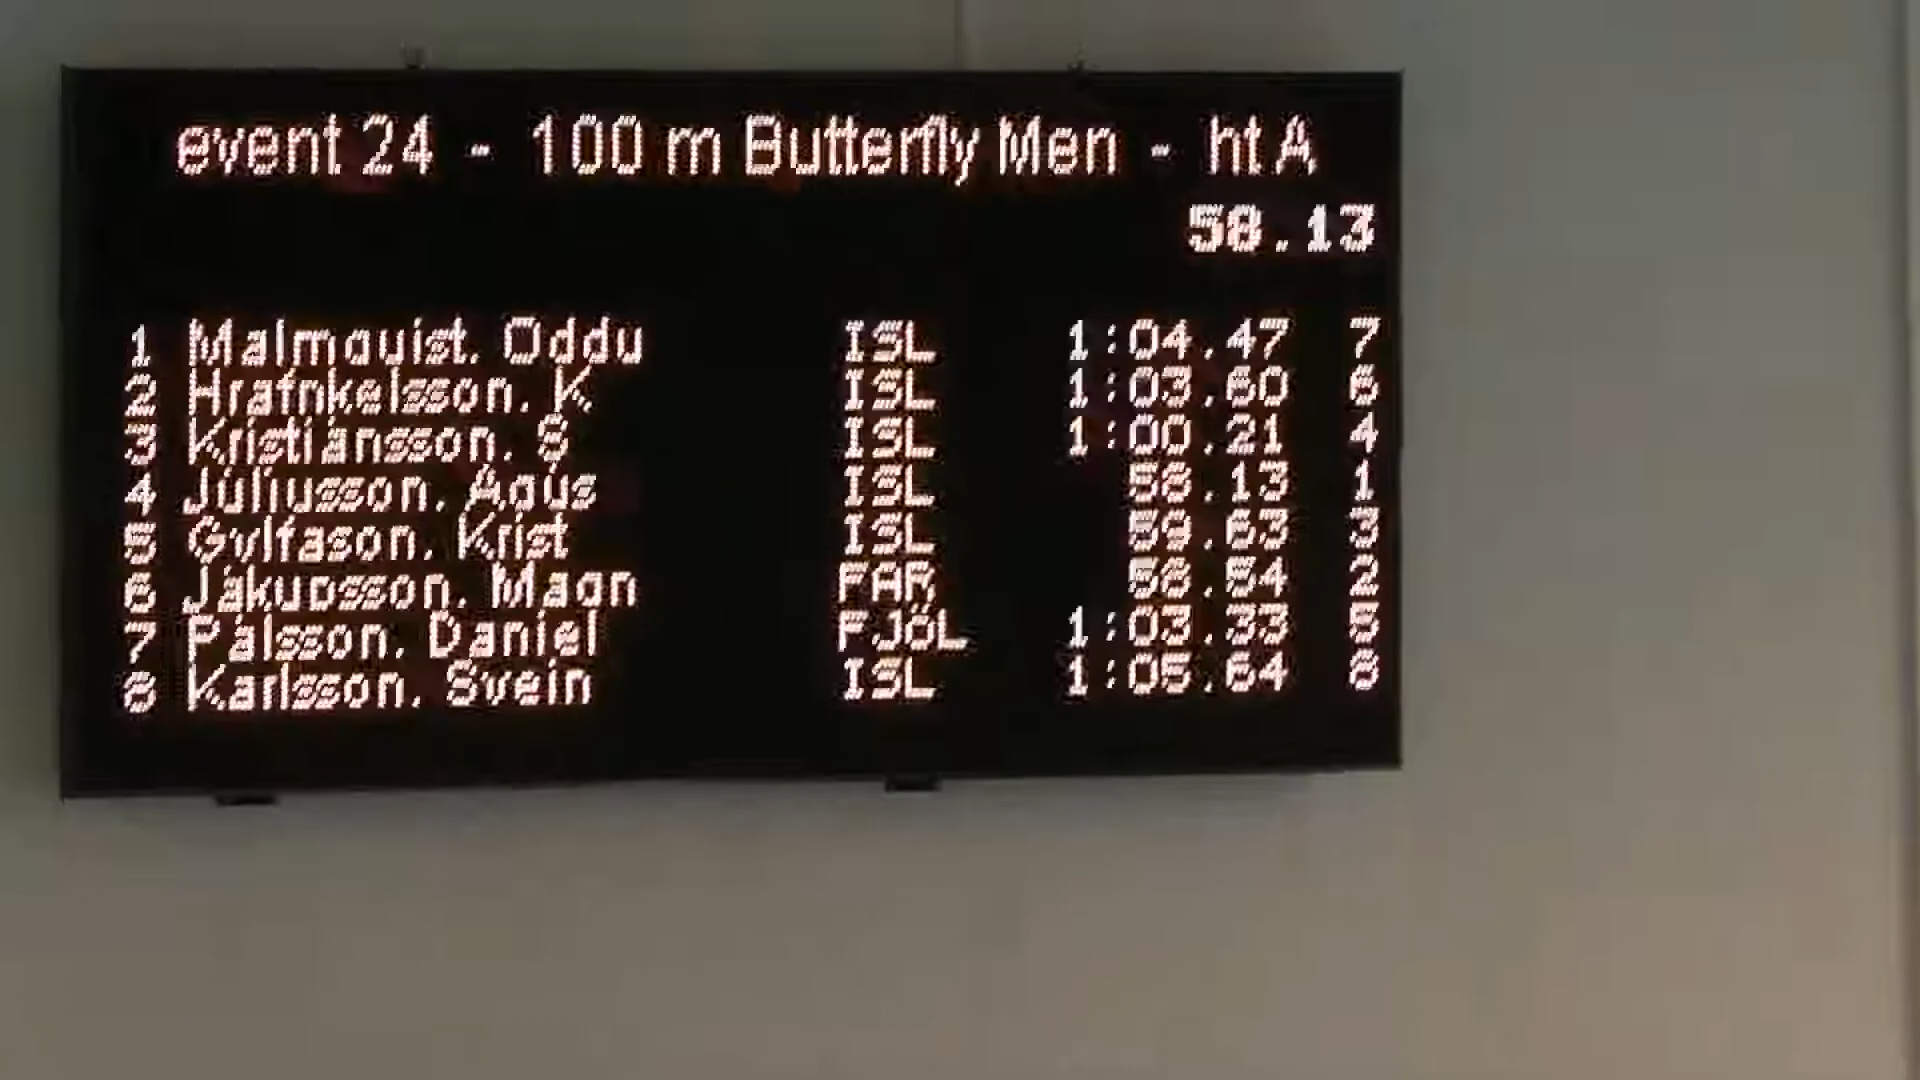 event 24 - 100 m Butterfly Men - ht A
58.13
1 Malmquist, Oddu ISL 1:04.47 7
2 Hrafnkelsson, K ISL 1:03.60 6
3 Kristjánsson, S ISL 1:00.21 4
4 Júlíusson, Ágús ISL 58.13 1
5 Gylfason, Krist ISL 59.63 3
6 Jákupsson, Magn FAR 58.54 2
7 Pálsson, Daníel FJÖL 1:03.33 5
8 Karlsson, Svein ISL 1:05.64 8